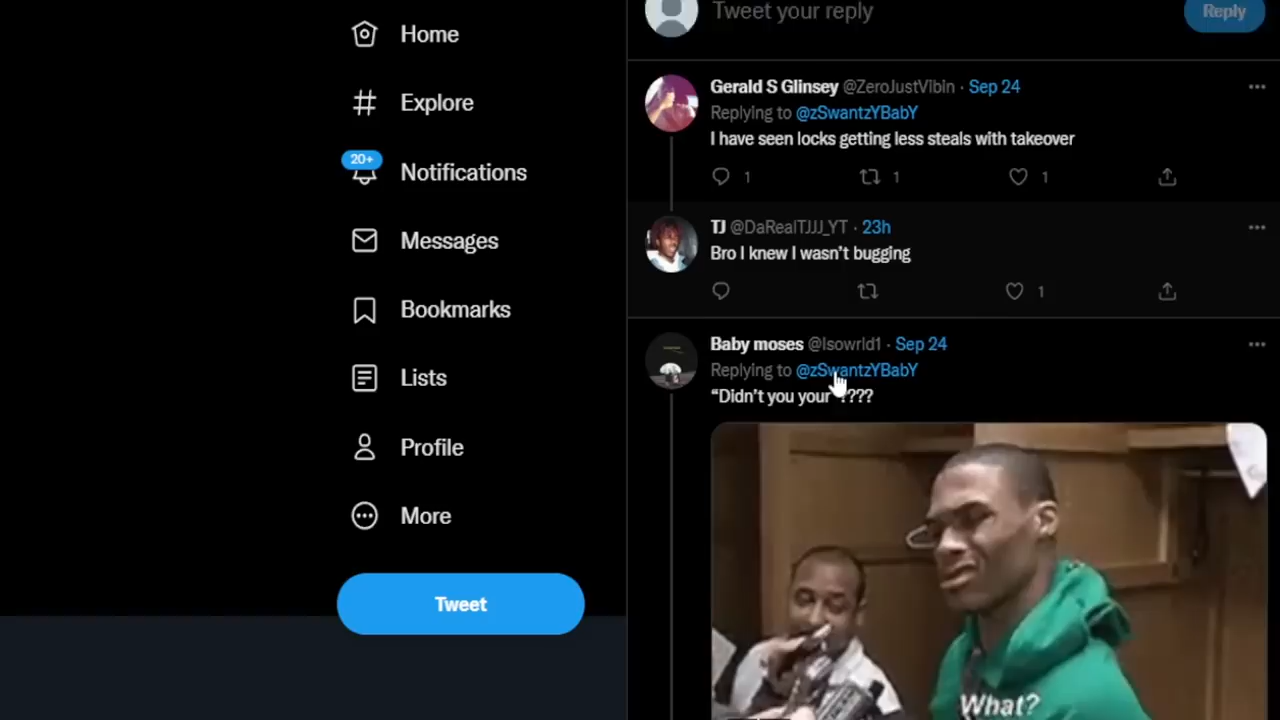 Home
Explore
20+
Notifications
Messages
Bookmarks
Lists
Profile
More
Tweet
Tweet your reply
Reply
Gerald S Glinsey @ZeroJustVibin · Sep 24
Replying to @zSwantzYBabY
I have seen locks getting less steals with takeover
1
1
1
TJ @DaRealTJJJ_YT · 23h
Bro I knew I wasn't bugging
1
Baby moses @Isowrld1 · Sep 24
Replying to @zSwantzYBabY
“Didn't you your ????
What?